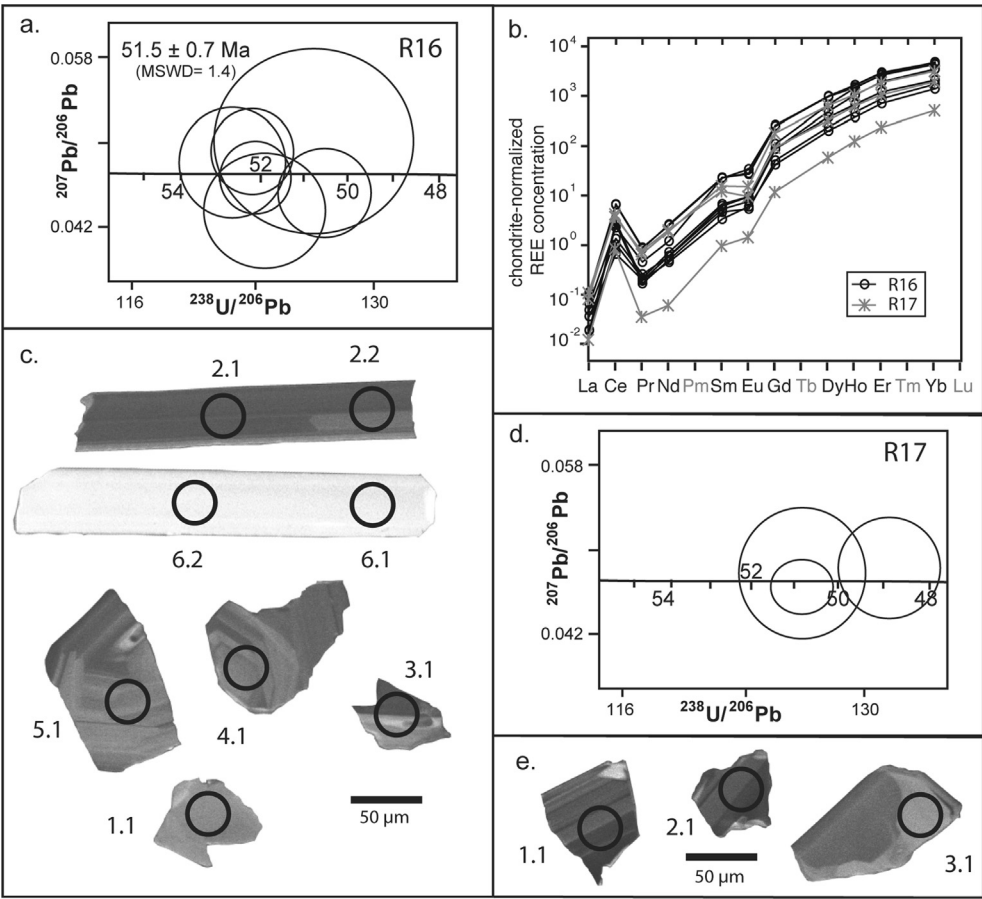 a.
51.5 ± 0.7 Ma
(MSWD= 1.4)
R16
0.058
207Pb/206Pb
0.042
54
52
50
48
116
238U/206Pb
130
b.
10^4
10^3
10^2
10^1
10^0
10^-1
10^-2
chondrite-normalized
REE concentration
R16
R17
La Ce Pr Nd Pm Sm Eu Gd Tb Dy Ho Er Tm Yb Lu
c.
2.1
2.2
6.2
6.1
5.1
4.1
3.1
1.1
50 µm
d.
R17
0.058
207Pb/206Pb
0.042
54
52
50
48
116
238U/206Pb
130
e.
1.1
2.1
3.1
50 µm